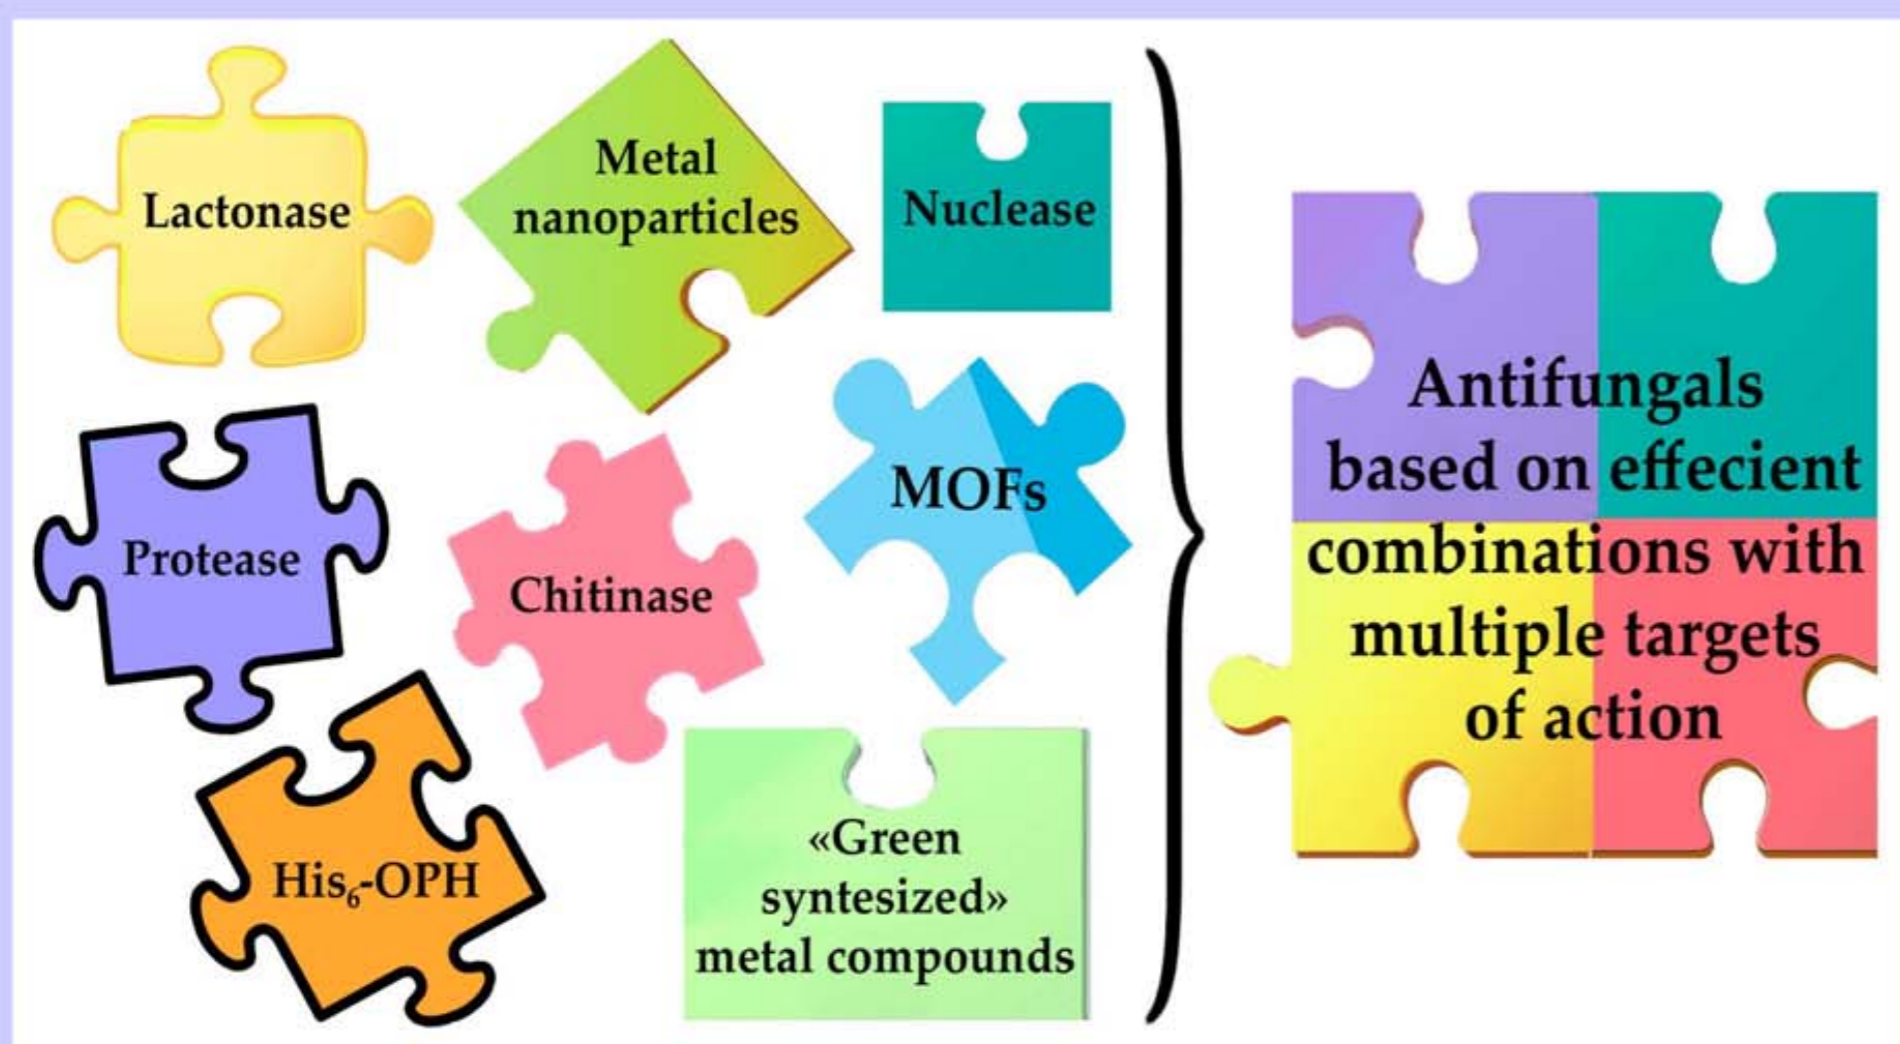 Lactonase
Metal
nanoparticles
Nuclease
Protease
Chitinase
MOFs
His₆-OPH
«Green
syntesized»
metal compounds
Antifungals
based on effecient
combinations with
multiple targets
of action